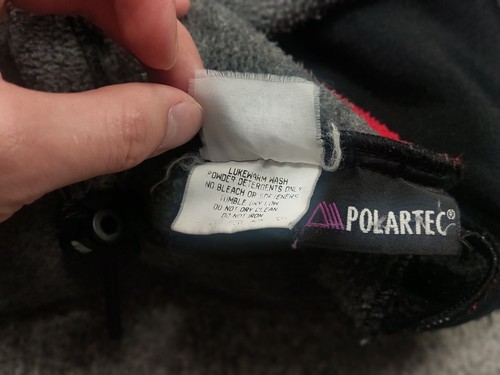 LUKEWARM WASH
POWDER DETERGENTS ONLY
NO BLEACH OR SOFTENERS
TUMBLE DRY LOW
DO NOT DRY CLEAN
DO NOT IRON
POLARTEC®